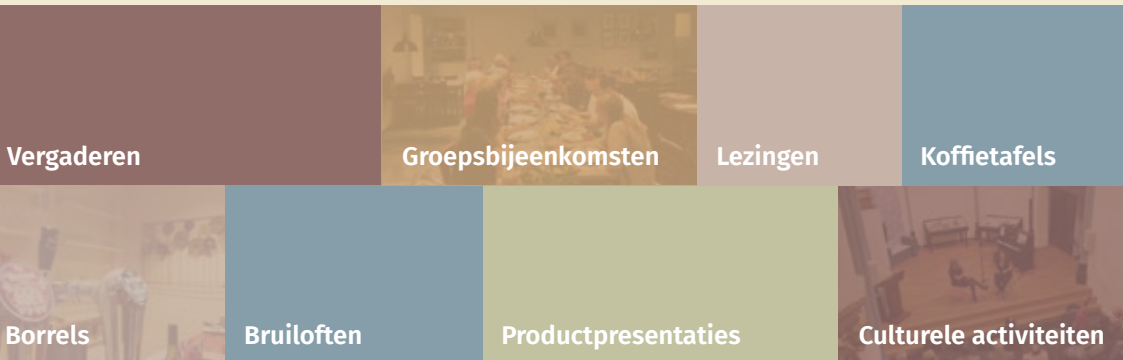 Vergaderen
Groepsbijeenkomsten
Lezingen
Koffietafels
Borrels
Bruiloften
Productpresentaties
Culturele activiteiten